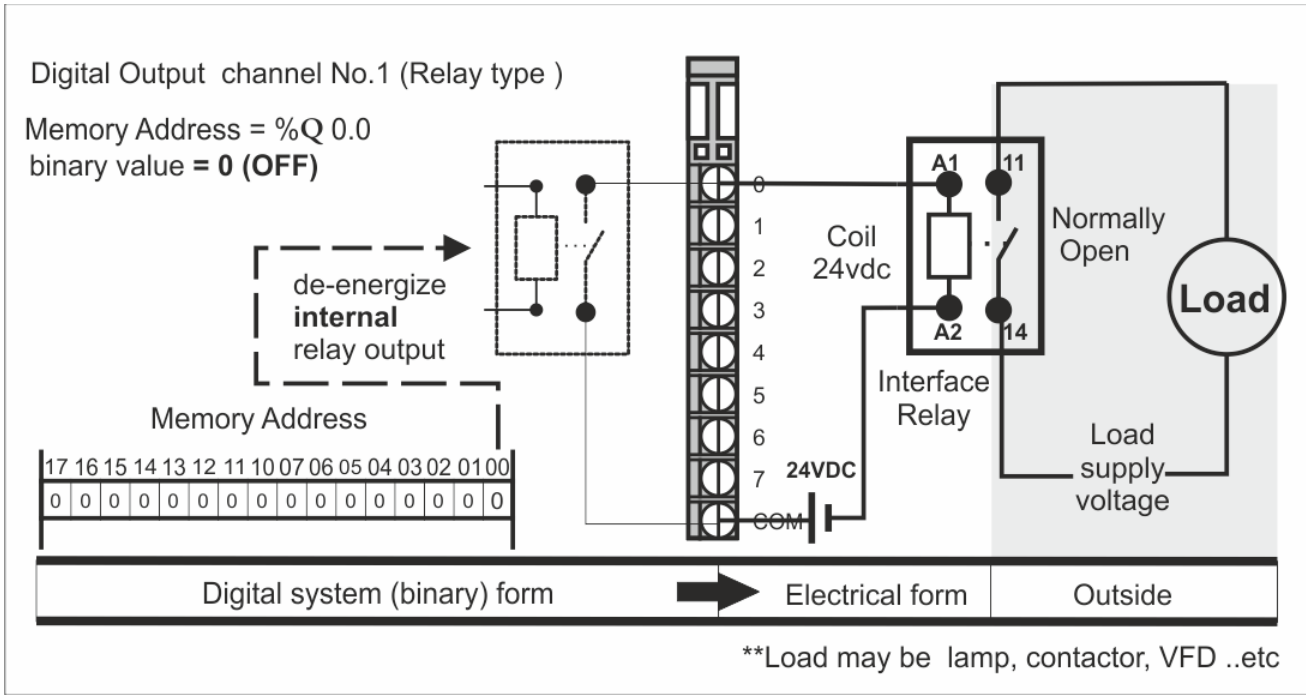 Digital Output channel No.1 (Relay type )
Memory Address = %Q 0.0
binary value = 0 (OFF)
de-energize
internal
relay output
Memory Address
17 16 15 14 13 12 11 10 07 06 05 04 03 02 01 00
0 0 0 0 0 0 0 0 0 0 0 0 0 0 0 0
0
1
2
3
4
5
6
7
COM
24VDC
Coil
24vdc
A1
11
A2
14
Interface
Relay
Normally
Open
Load
Load
supply
voltage
Digital system (binary) form
Electrical form
Outside
**Load may be lamp, contactor, VFD ..etc